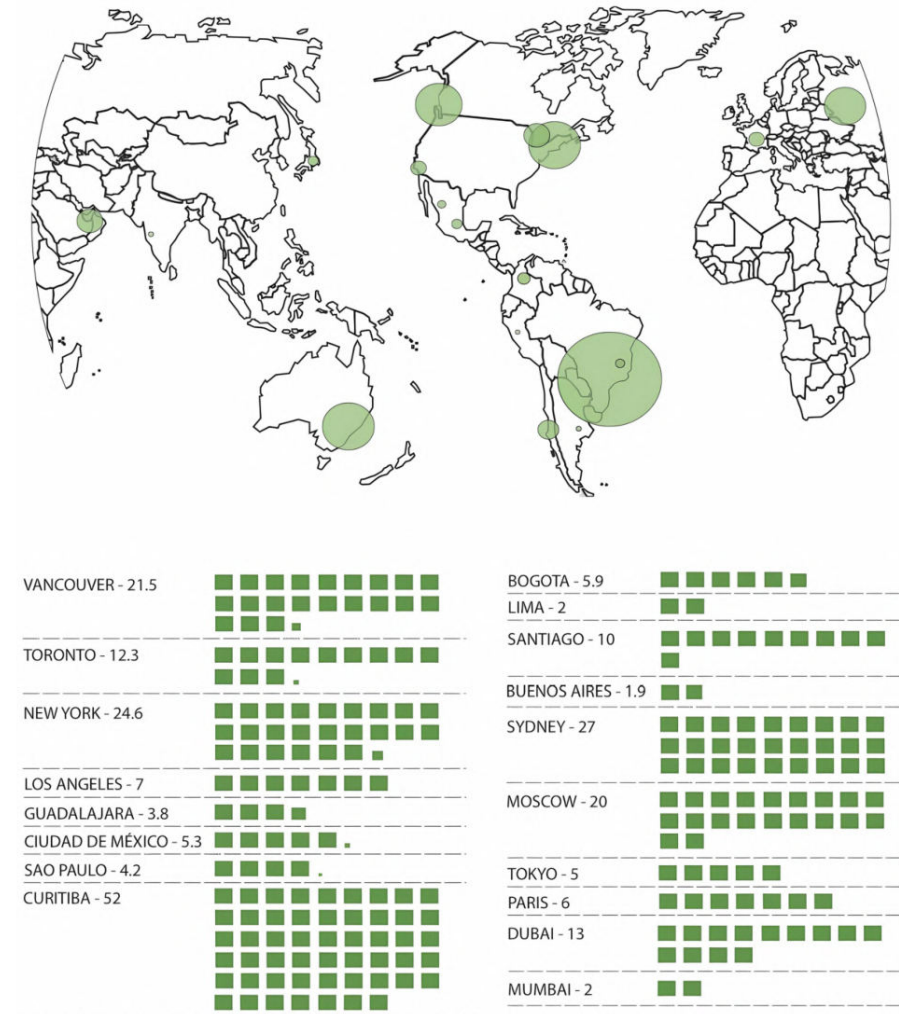 VANCOUVER - 21.5
TORONTO - 12.3
NEW YORK - 24.6
LOS ANGELES - 7
GUADALAJARA - 3.8
CIUDAD DE MÉXICO - 5.3
SAO PAULO - 4.2
CURITIBA - 52
BOGOTA - 5.9
LIMA - 2
SANTIAGO - 10
BUENOS AIRES - 1.9
SYDNEY - 27
MOSCOW - 20
TOKYO - 5
PARIS - 6
DUBAI - 13
MUMBAI - 2